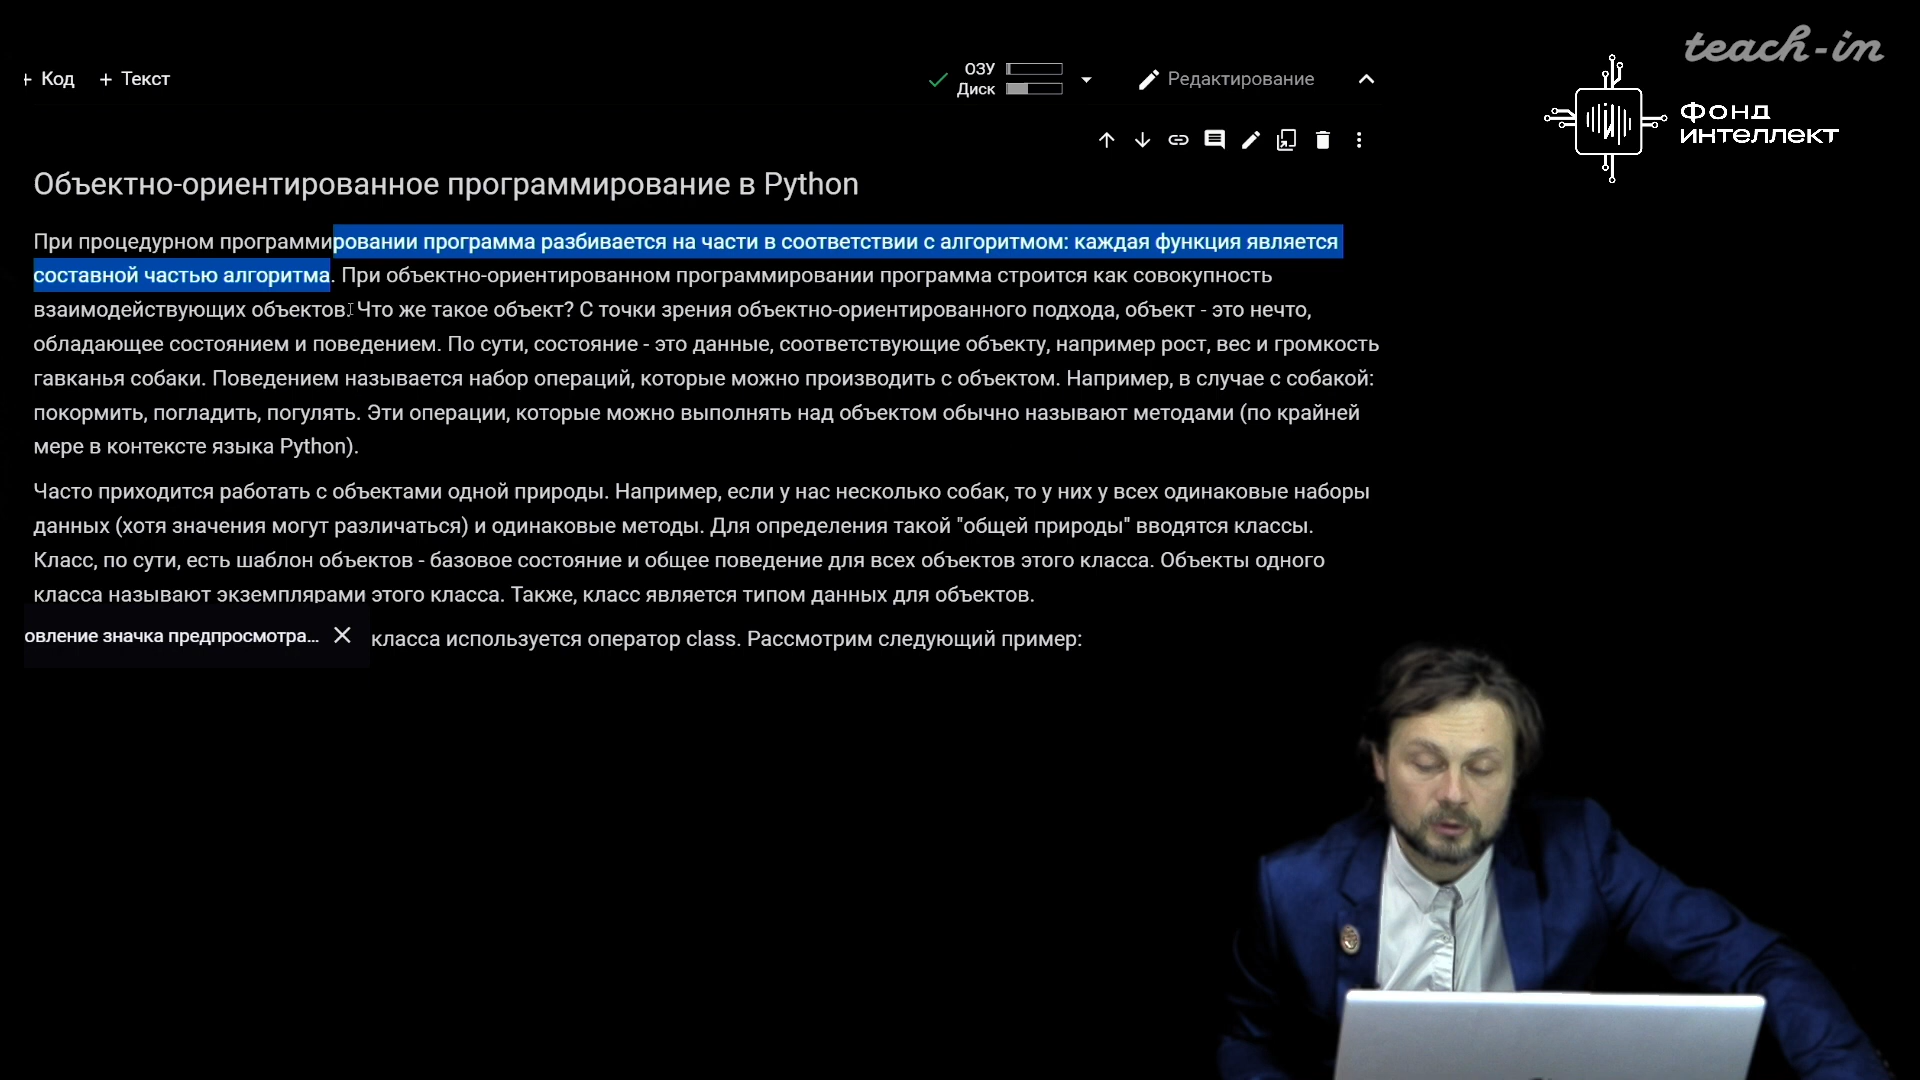 teach-in
+ Код + Текст
ОЗУ
Диск
Редактирование
Фонд
интеллект
Объектно-ориентированное программирование в Python
При процедурном программировании программа разбивается на части в соответствии с алгоритмом: каждая функция является
составной частью алгоритма. При объектно-ориентированном программировании программа строится как совокупность
взаимодействующих объектов. Что же такое объект? С точки зрения объектно-ориентированного подхода, объект - это нечто,
обладающее состоянием и поведением. По сути, состояние - это данные, соответствующие объекту, например рост, вес и громкость
гавканья собаки. Поведением называется набор операций, которые можно производить с объектом. Например, в случае с собакой:
покормить, погладить, погулять. Эти операции, которые можно выполнять над объектом обычно называют методами (по крайней
мере в контексте языка Python).
Часто приходится работать с объектами одной природы. Например, если у нас несколько собак, то у них у всех одинаковые наборы
данных (хотя значения могут различаться) и одинаковые методы. Для определения такой "общей природы" вводятся классы.
Класс, по сути, есть шаблон объектов - базовое состояние и общее поведение для всех объектов этого класса. Объекты одного
класса называют экземплярами этого класса. Также, класс является типом данных для объектов.
овление значка предпросмотра... класса используется оператор class. Рассмотрим следующий пример: